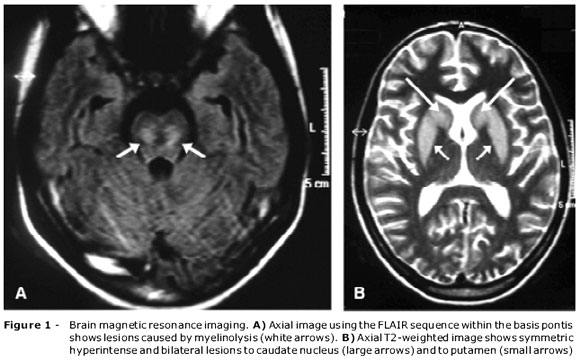 L
5 cm
A
A
L
5 cm
B
Figure 1 - Brain magnetic resonance imaging. A) Axial image using the FLAIR sequence within the basis pontis
shows lesions caused by myelinolysis (white arrows). B) Axial T2-weighted image shows symmetric
hyperintense and bilateral lesions to caudate nucleus (large arrows) and to putamen (small arrows)